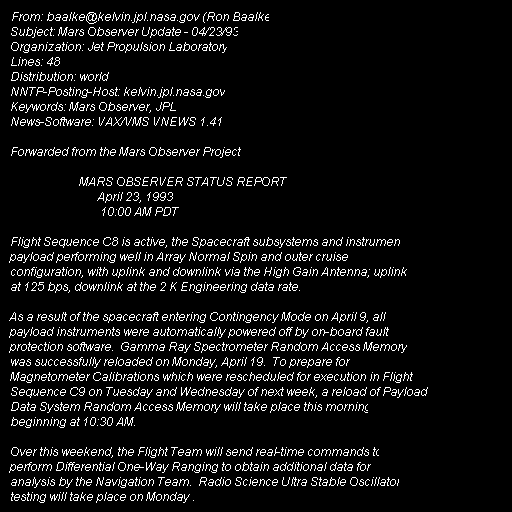 From: baalke@kelvin.jpl.nasa.gov (Ron Baalke
Subject: Mars Observer Update - 04/23/93
Organization: Jet Propulsion Laboratory
Lines: 48
Distribution: world
NNTP-Posting-Host: kelvin.jpl.nasa.gov
Keywords: Mars Observer, JPL
News-Software: VAX/VMS VNEWS 1.41
Forwarded from the Mars Observer Project
MARS OBSERVER STATUS REPORT
April 23, 1993
10:00 AM PDT
Flight Sequence C8 is active, the Spacecraft subsystems and instrumen
payload performing well in Array Normal Spin and outer cruise
configuration, with uplink and downlink via the High Gain Antenna; uplink
at 125 bps, downlink at the 2 K Engineering data rate.
As a result of the spacecraft entering Contingency Mode on April 9, all
payload instruments were automatically powered off by on-board fault
protection software. Gamma Ray Spectrometer Random Access Memory
was successfully reloaded on Monday, April 19. To prepare for
Magnetometer Calibrations which were rescheduled for execution in Flight
Sequence C9 on Tuesday and Wednesday of next week, a reload of Payload
Data System Random Access Memory will take place this morning
beginning at 10:30 AM.
Over this weekend, the Flight Team will send real-time commands to
perform Differential One-Way Ranging to obtain additional data for
analysis by the Navigation Team. Radio Science Ultra Stable Oscillator
testing will take place on Monday .